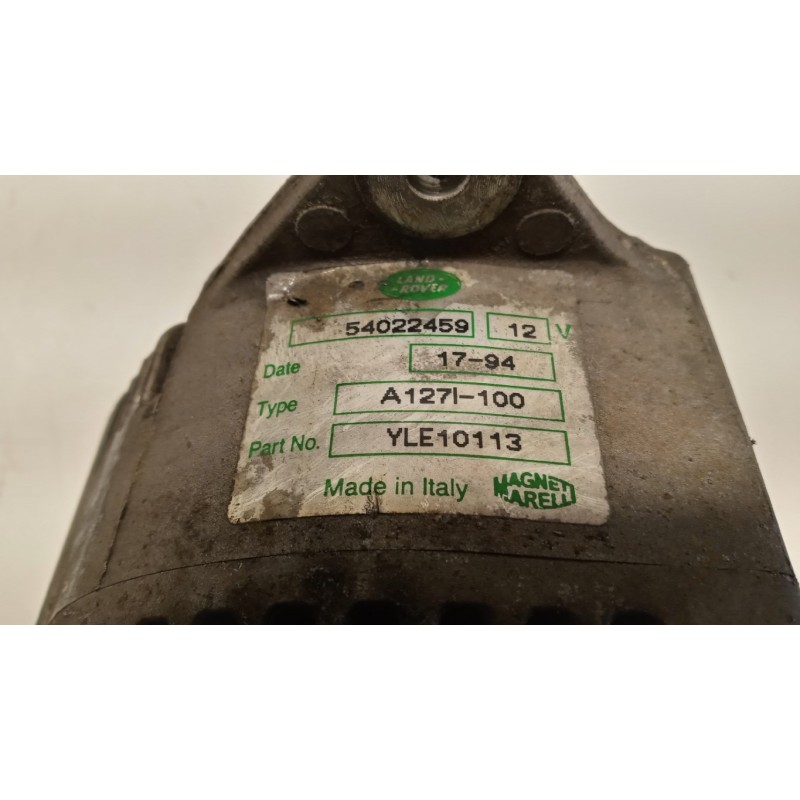 LAND-
-ROVER
54022459 12 V
Date 17-94
Type A127I-100
Part No. YLE10113
Made in Italy MAGNETI
MARELLI